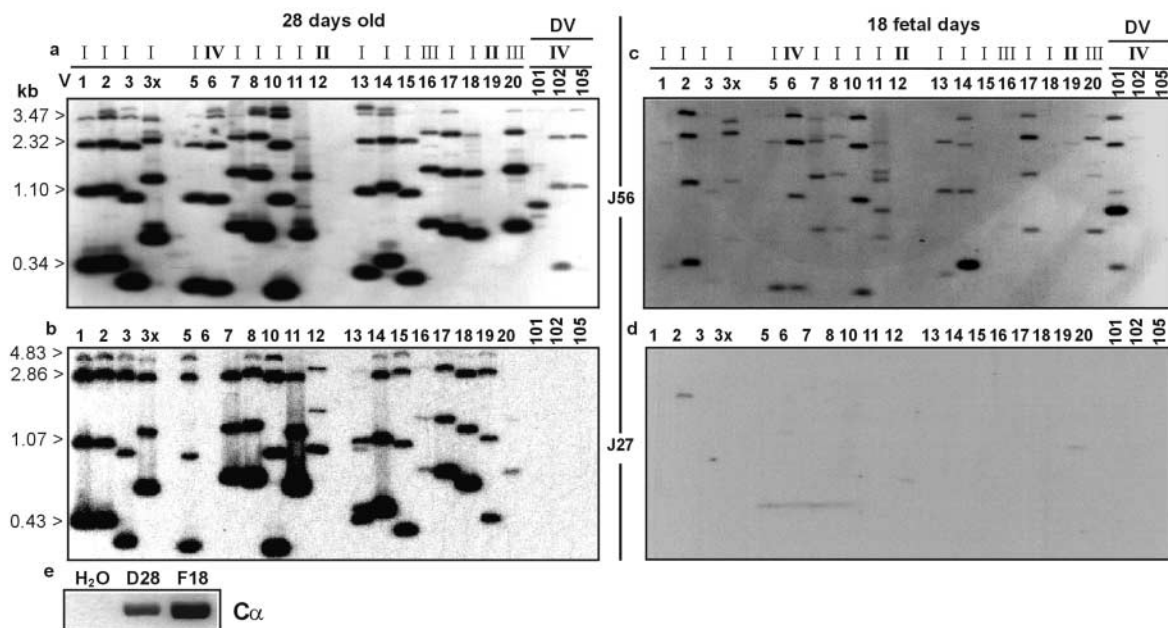 28 days old
18 fetal days
DV
DV
a I I I I I IV I I I I II I I I III I I II III IV
c I I I I I IV I I I I II I I I III I I II III IV
V 1 2 3 3x 5 6 7 8 10 11 12 13 14 15 16 17 18 19 20 101 102 105
1 2 3 3x 5 6 7 8 10 11 12 13 14 15 16 17 18 19 20 101 102 105
kb
3.47 >
2.32 >
1.10 >
0.34 >
J56
b 1 2 3 3x 5 6 7 8 10 11 12 13 14 15 16 17 18 19 20 101 102 105
d 1 2 3 3x 5 6 7 8 10 11 12 13 14 15 16 17 18 19 20 101 102 105
4.83 >
2.86 >
1.07 >
0.43 >
J27
e H₂O D28 F18
Cα